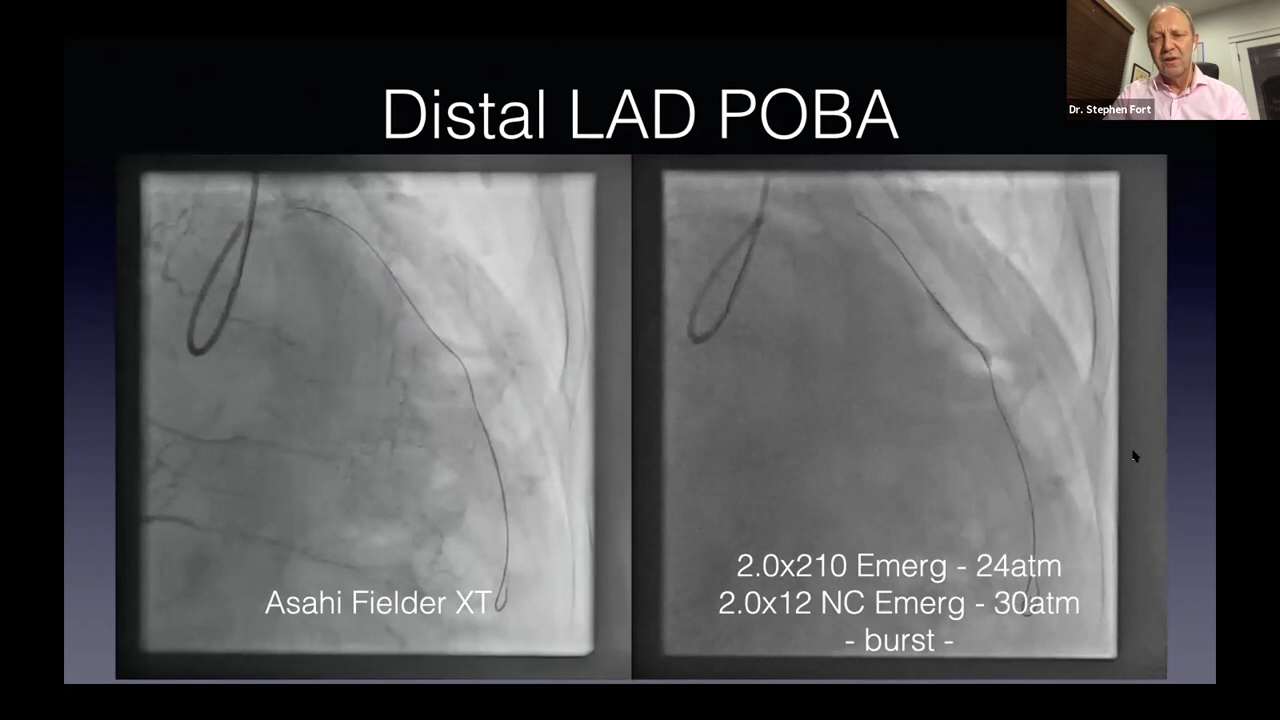 Dr. Stephen Fort
Distal LAD POBA
Asahi Fielder XT
2.0x210 Emerg - 24atm
2.0x12 NC Emerg - 30atm
- burst -